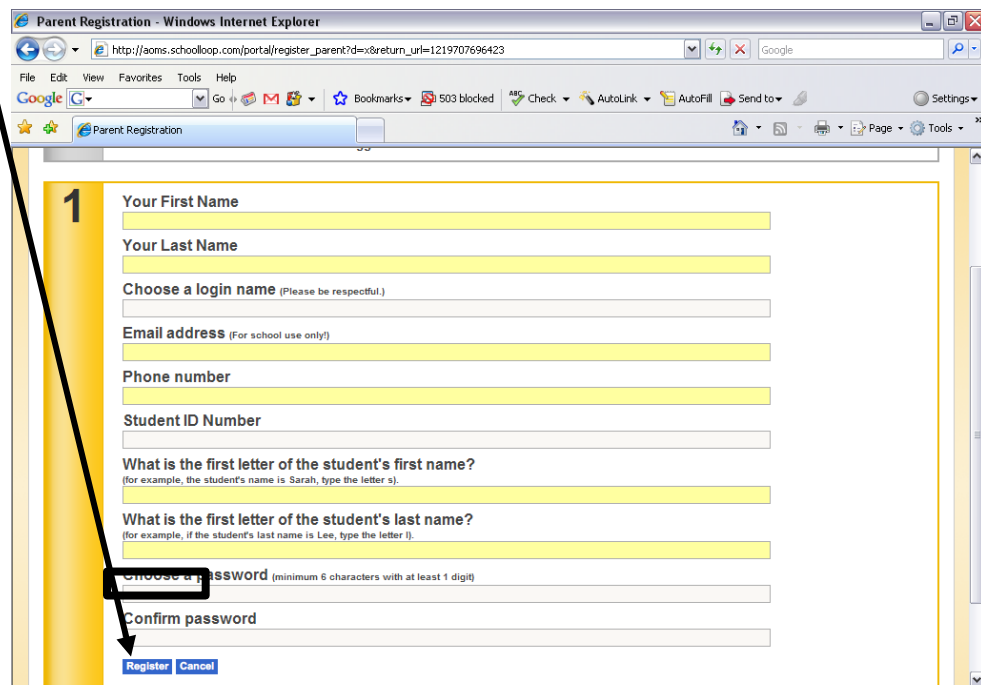 Parent Registration - Windows Internet Explorer
http://aoms.schoolloop.com/portal/register_parent?d=x&return_url=1219707696423
Google
File Edit View Favorites Tools Help
Google G Go Bookmarks 503 blocked ABC Check AutoLink AutoFill Send to Settings
Parent Registration Page Tools
1
Your First Name
Your Last Name
Choose a login name (Please be respectful.)
Email address (For school use only!)
Phone number
Student ID Number
What is the first letter of the student's first name?
(for example, the student's name is Sarah, type the letter s).
What is the first letter of the student's last name?
(for example, if the student's last name is Lee, type the letter l).
Choose a password (minimum 6 characters with at least 1 digit)
Confirm password
Register Cancel